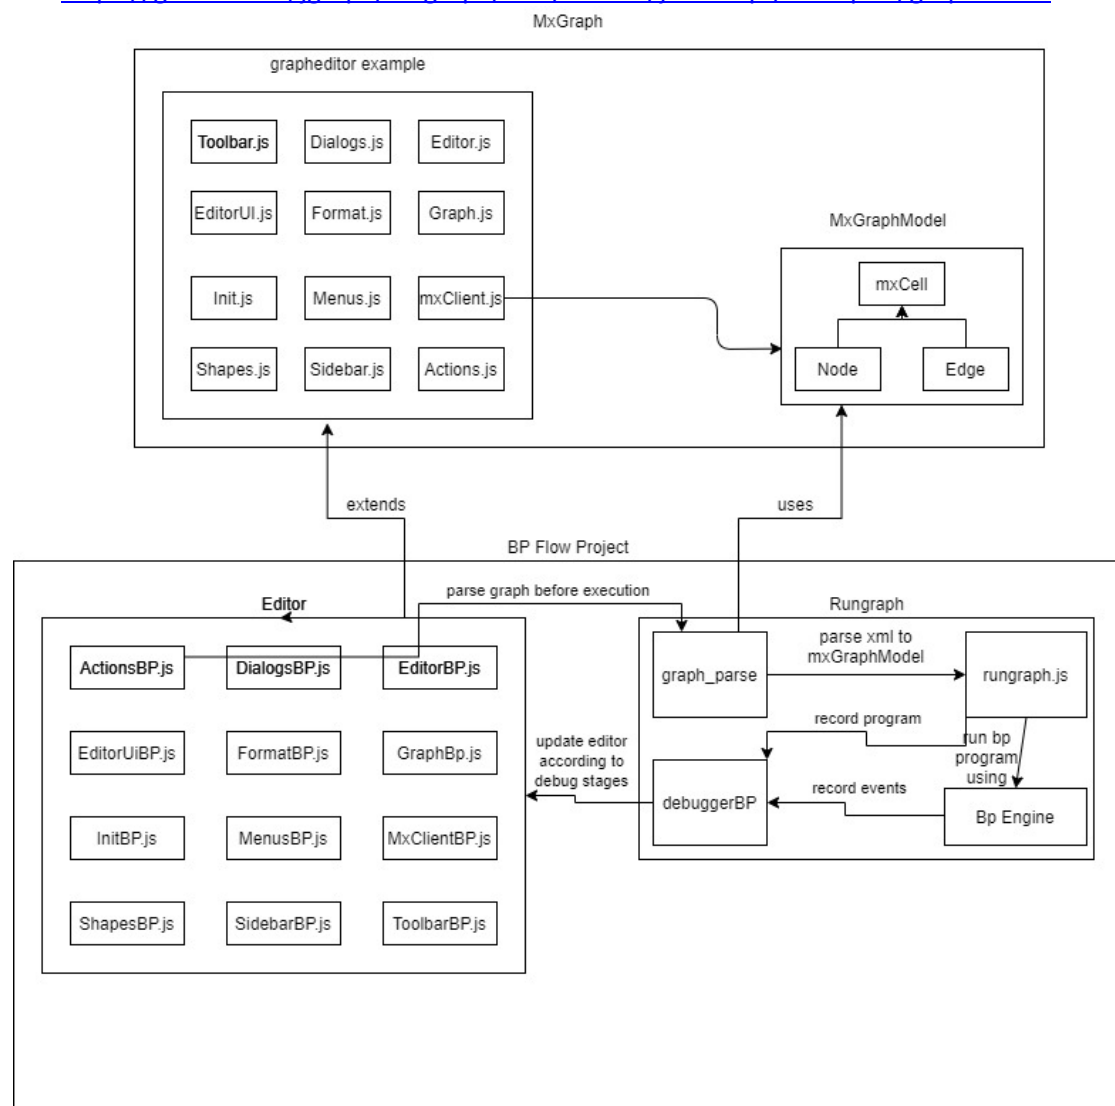 MxGraph
grapheditor example
Toolbar.js
Dialogs.js
Editor.js
EditorUI.js
Format.js
Graph.js
Init.js
Menus.js
mxClient.js
Shapes.js
Sidebar.js
Actions.js
MxGraphModel
mxCell
Node
Edge
extends
uses
BP Flow Project
parse graph before execution
Editor
ActionsBP.js
DialogsBP.js
EditorBP.js
EditorUiBP.js
FormatBP.js
GraphBp.js
InitBP.js
MenusBP.js
MxClientBP.js
ShapesBP.js
SidebarBP.js
ToolbarBP.js
update editor
according to
debug stages
Rungraph
graph_parse
parse xml to
mxGraphModel
rungraph.js
record program
run bp
program
using
debuggerBP
record events
Bp Engine